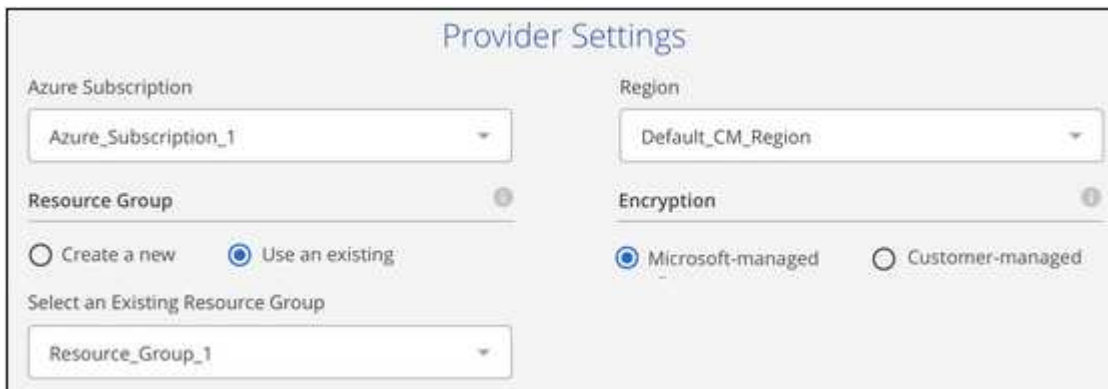 Provider Settings
Azure Subscription
Region
Azure_Subscription_1
Default_CM_Region
Resource Group
Encryption
Create a new
Use an existing
Microsoft-managed
Customer-managed
Select an Existing Resource Group
Resource_Group_1